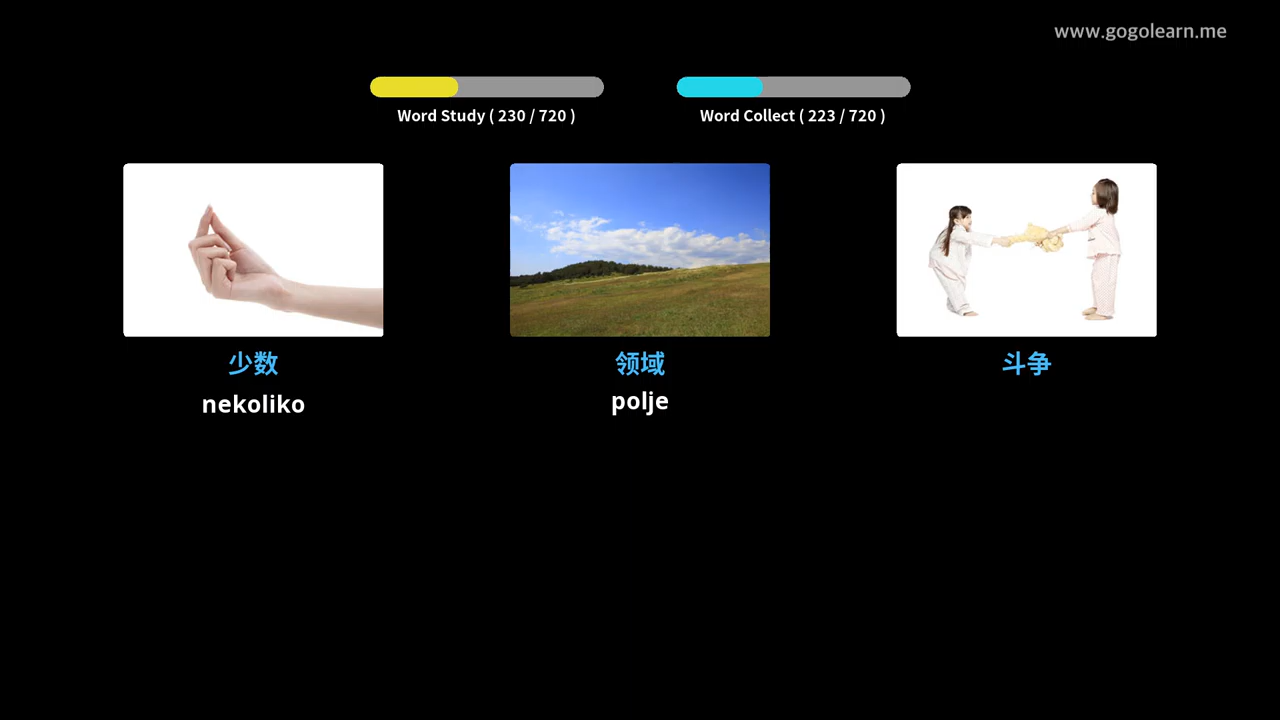 www.gogolearn.me
Word Study ( 230 / 720 )
Word Collect ( 223 / 720 )
少数
领域
斗争
nekoliko
polje